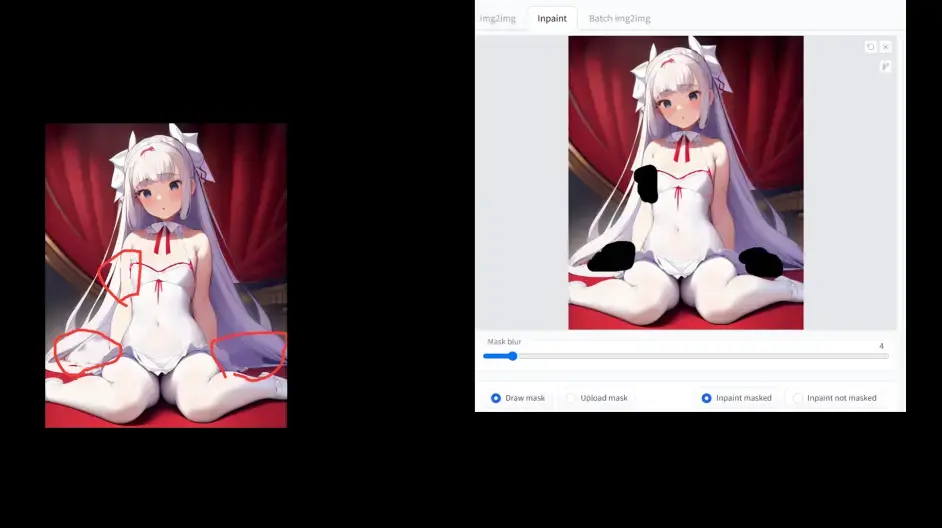 img2img Inpaint Batch img2img
Mask blur
4
Draw mask Upload mask Inpaint masked Inpaint not masked